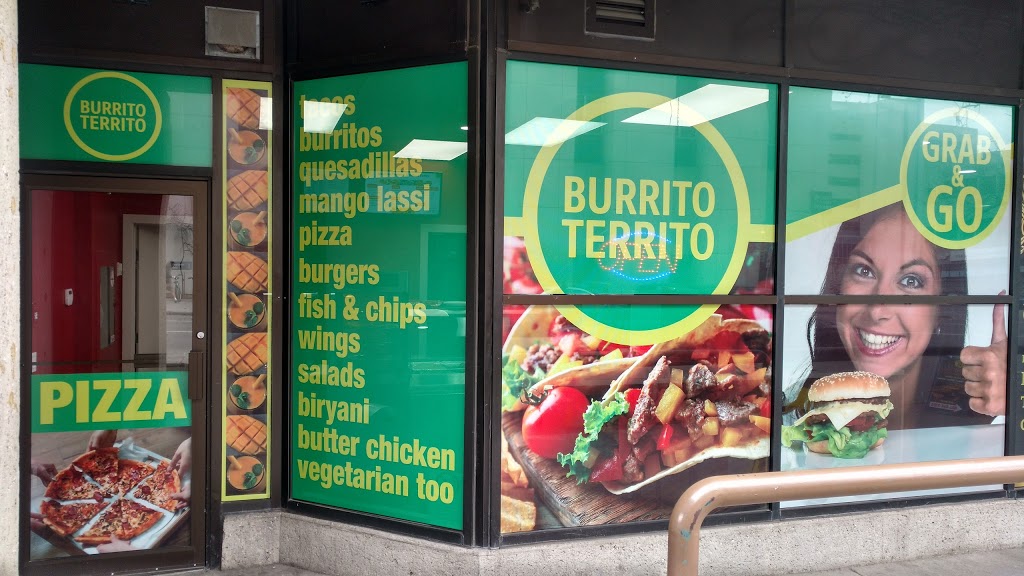 BURRITO
TERRITO
PIZZA
tacos
burritos
quesadillas
mango lassi
pizza
burgers
fish & chips
wings
salads
biryani
butter chicken
vegetarian too
BURRITO
TERRITO
OPEN
GRAB
&
GO